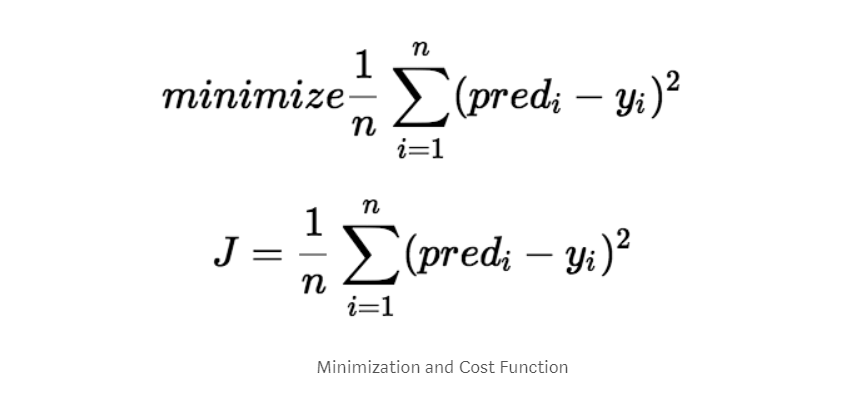 minimize 1/n ∑_{i=1}^{n} (pred_i − y_i)^2
J = 1/n ∑_{i=1}^{n} (pred_i − y_i)^2
Minimization and Cost Function